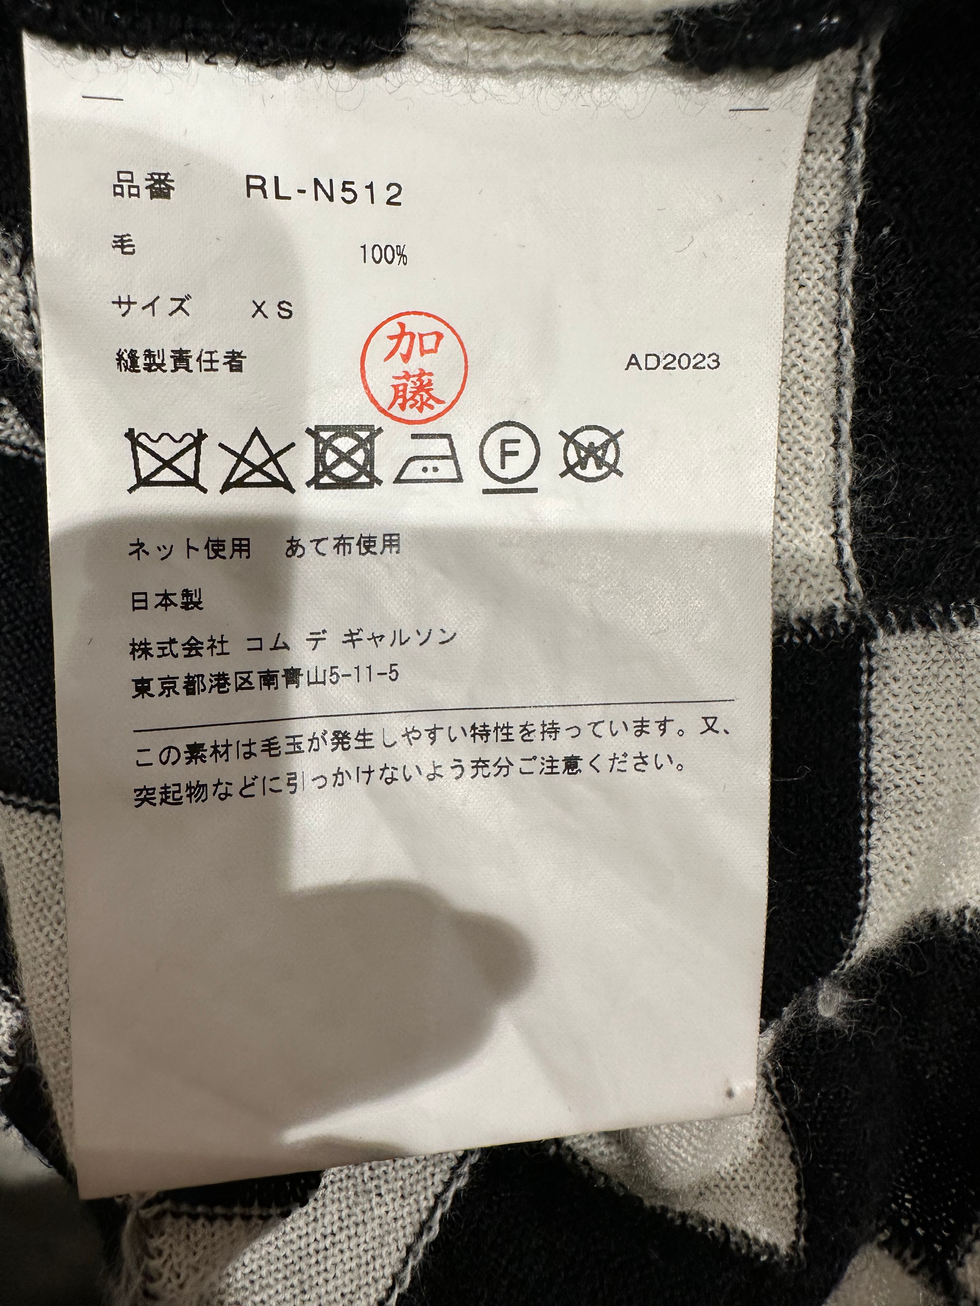 品番 RL-N512
毛 100%
サイズ XS
縫製責任者 加藤 AD2023
F W
ネット使用 あて布使用
日本製
株式会社 コム デ ギャルソン
東京都港区南青山5-11-5
この素材は毛玉が発生しやすい特性を持っています。又、
突起物などに引っかけないよう充分ご注意ください。